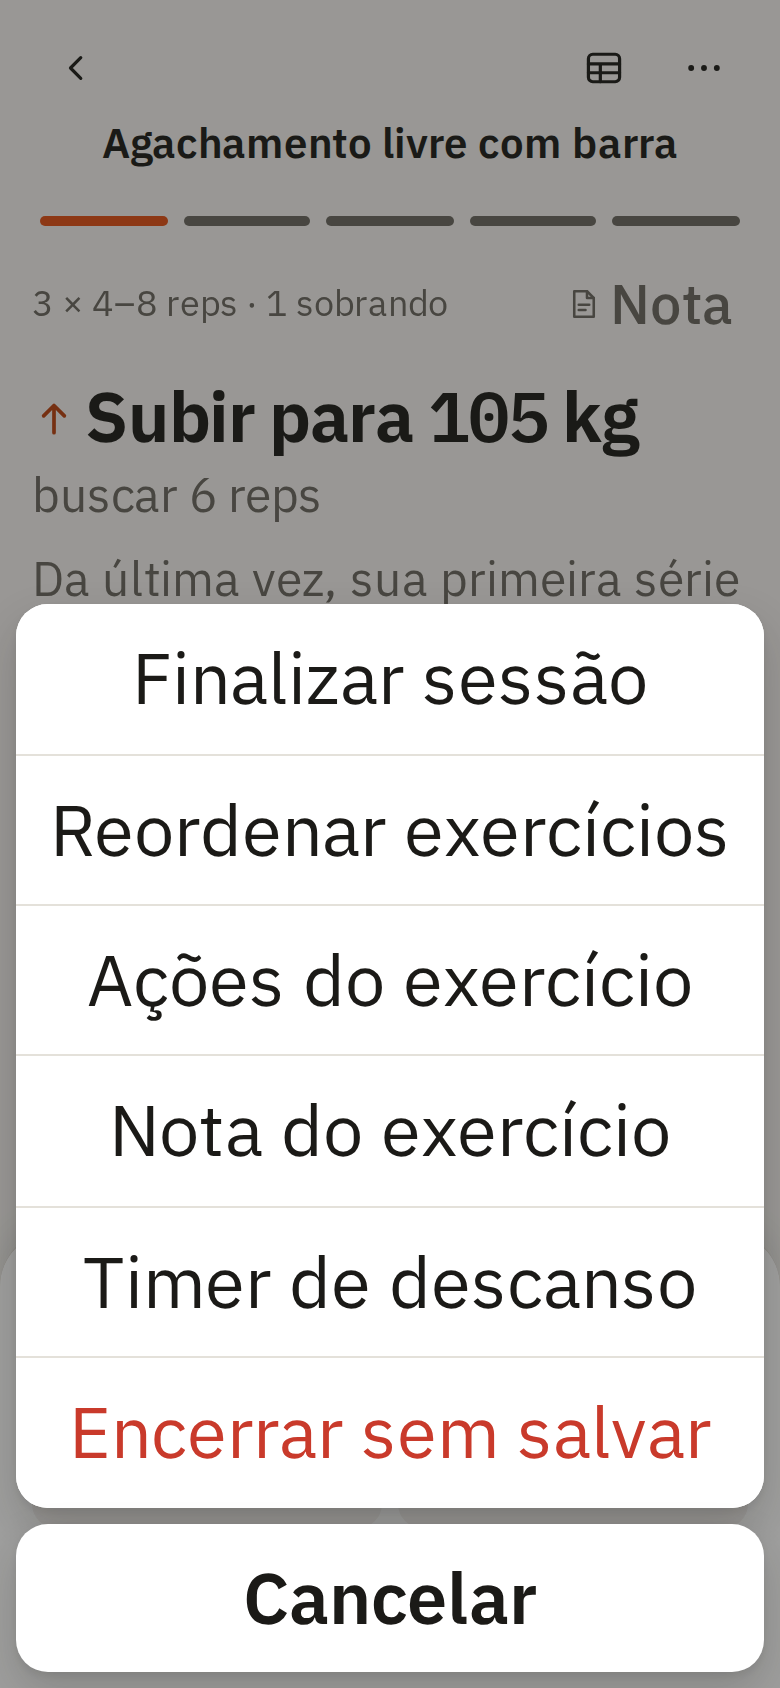 Agachamento livre com barra
3 × 4–8 reps · 1 sobrando
Nota
↑ Subir para 105 kg
buscar 6 reps
Da última vez, sua primeira série
Finalizar sessão
Reordenar exercícios
Ações do exercício
Nota do exercício
Timer de descanso
Encerrar sem salvar
Cancelar